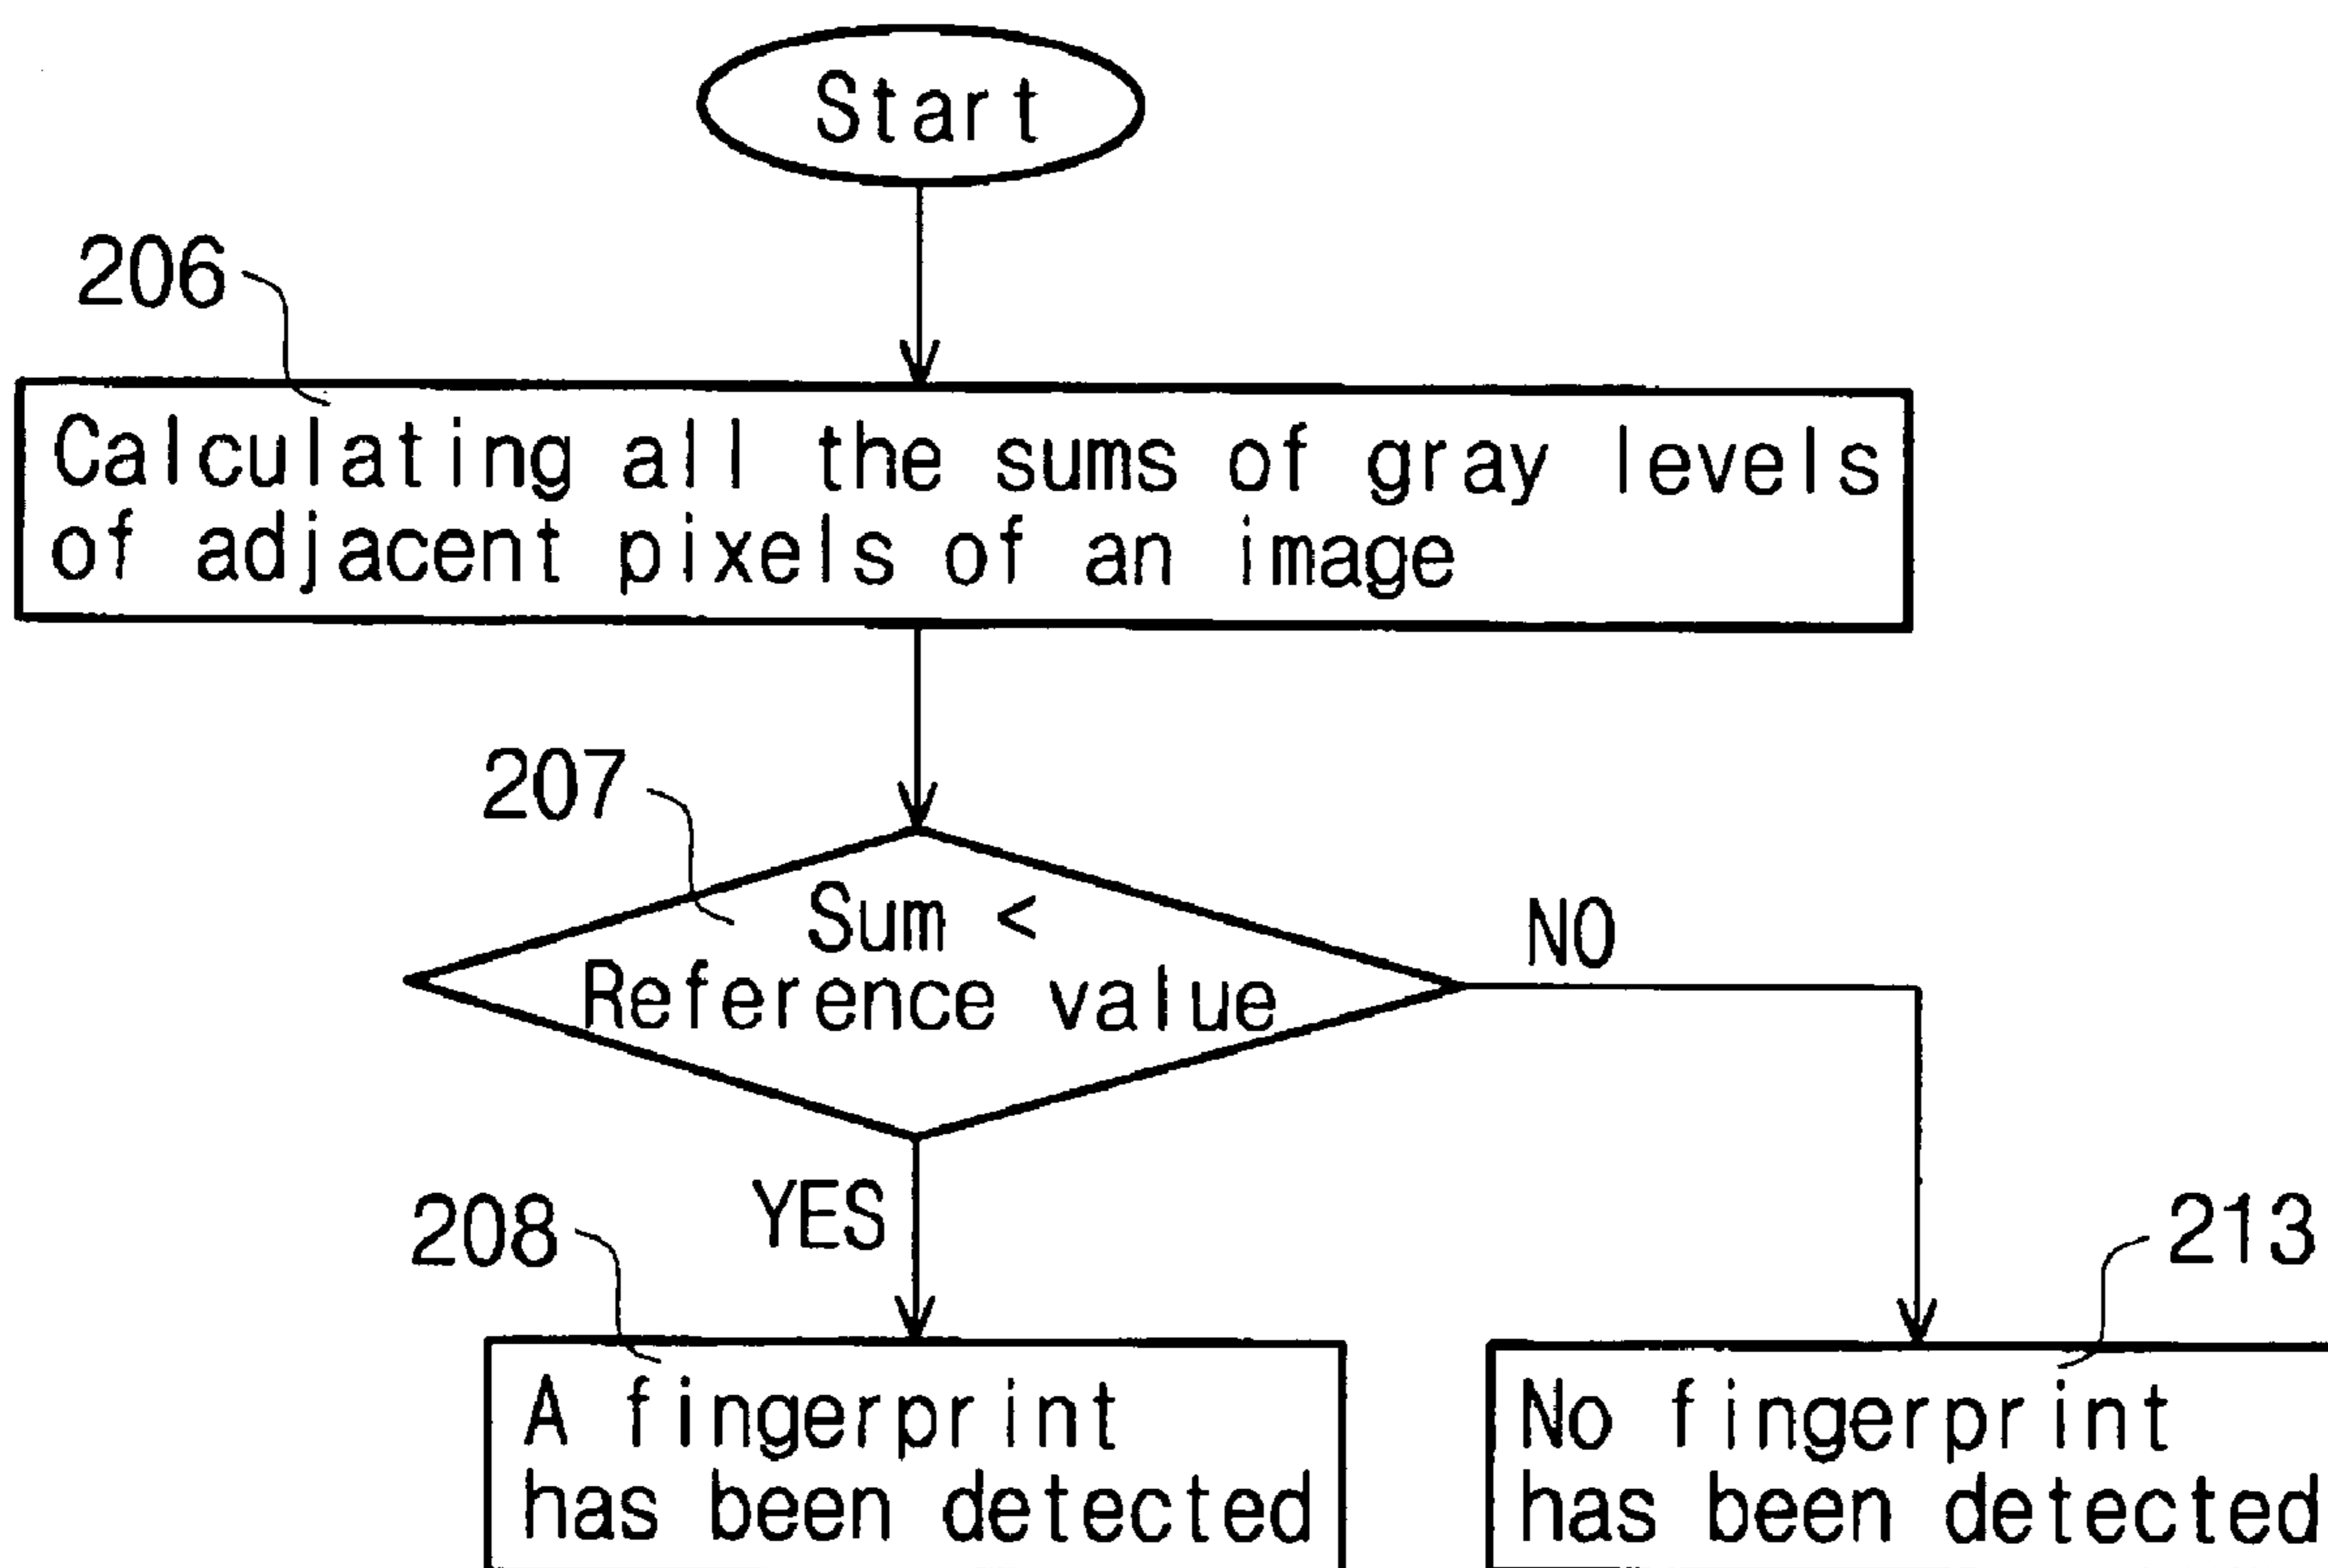 Start
206
Calculating all the sums of gray levels
of adjacent pixels of an image
207
Sum <
Reference value
NO
YES
208
213
A fingerprint
has been detected
No fingerprint
has been detected